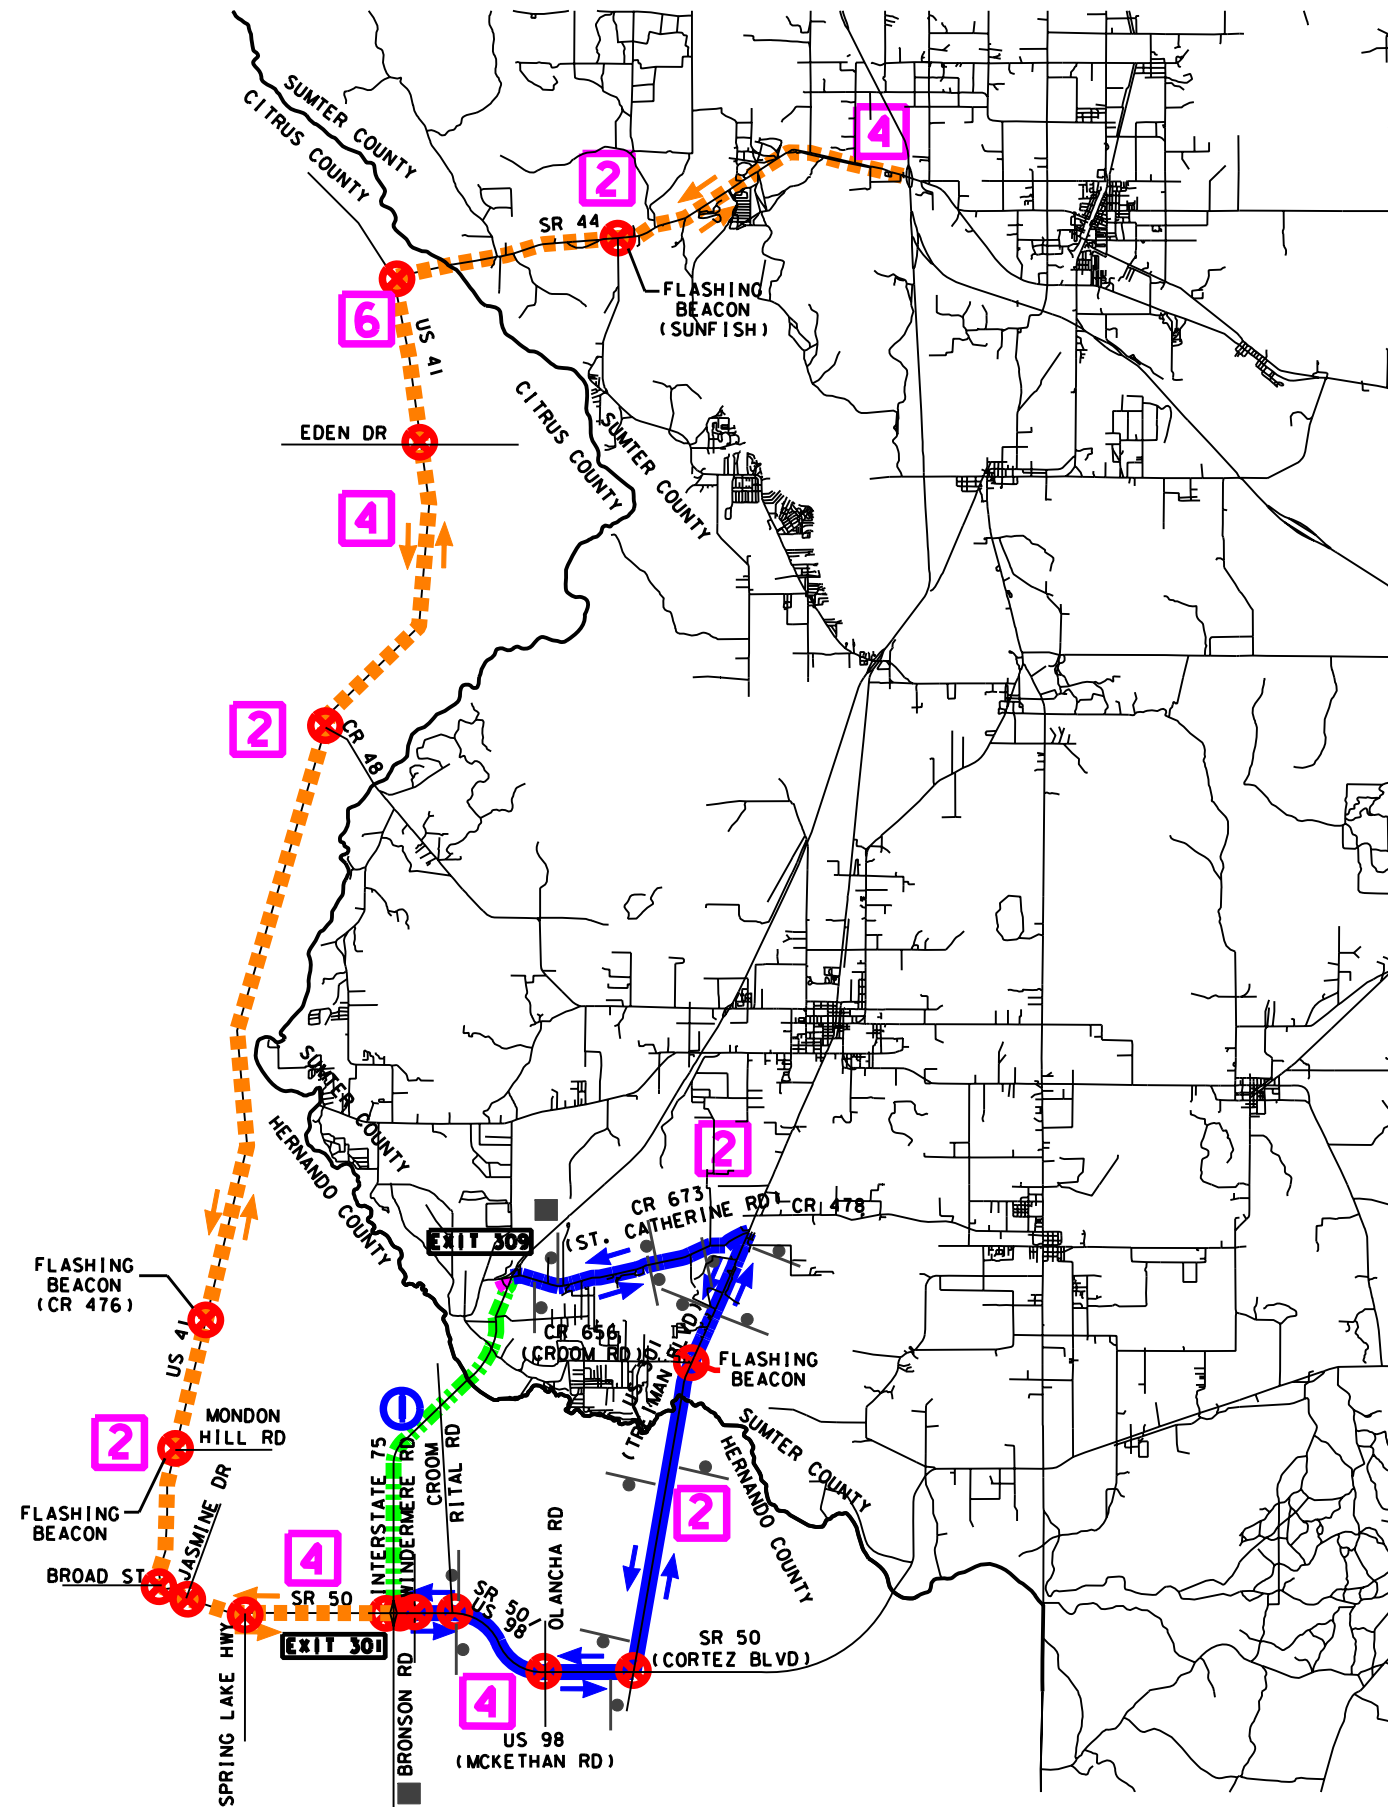 SUMTER COUNTY
CITRUS COUNTY
4
2
SR 44
FLASHING
BEACON
(SUNFISH)
6
US 41
CITRUS COUNTY
SUMTER COUNTY
EDEN DR
4
2
CR 48
SUMTER COUNTY
HERNANDO COUNTY
2
CR 673
(ST. CATHERINE RD)
CR 478
EXIT 309
FLASHING
BEACON
(CR 476)
CR 656
(CROOM RD)
US 301
(TREIMAN BLVD)
FLASHING
BEACON
US 41
1
2
MONDON
HILL RD
INTERSTATE 75
WINDERMERE RD
CROOM
RITAL RD
SUMTER COUNTY
HERNANDO COUNTY
FLASHING
BEACON
JASMINE DR
2
OLANCHA RD
4
BROAD ST
SR 50
SR 50/
US 98
EXIT 301
SR 50
(CORTEZ BLVD)
SPRING LAKE HWY
BRONSON RD
4
US 98
(MCKETHAN RD)